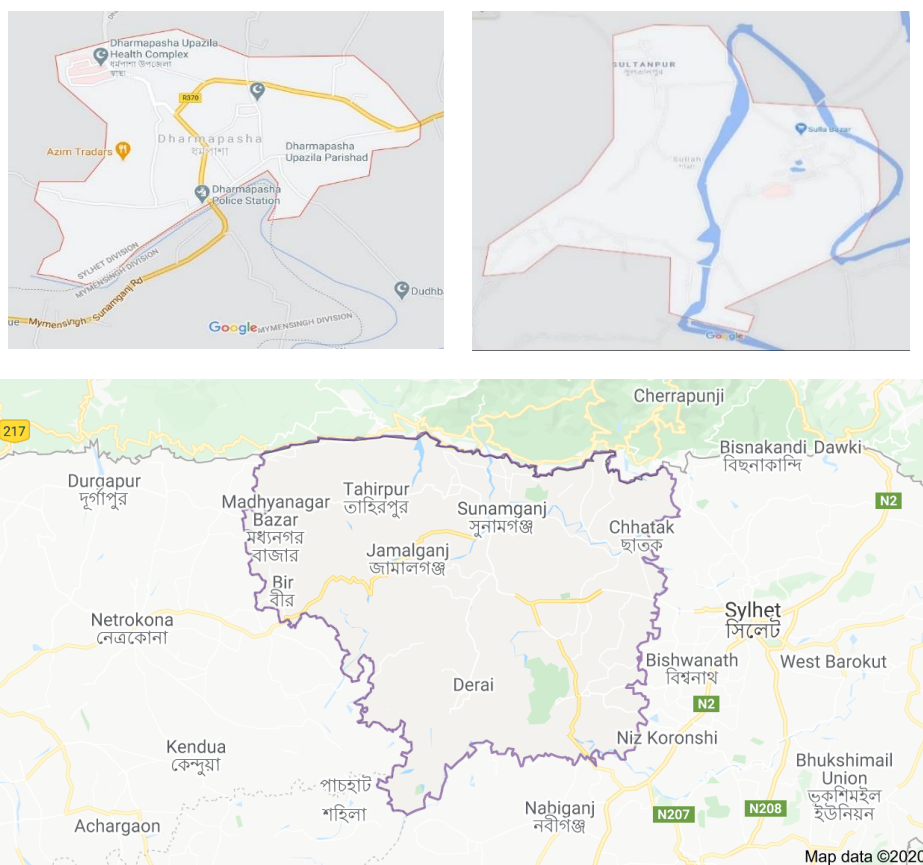 Dharmapasha Upazila
Health Complex
ধর্মপাশা উপজেলা
স্বাস্থ্য
R370
Dharmapasha
ধর্মপাশা
Azim Tradars
Dharmapasha
Upazila Parishad
Dharmapasha
Police Station
SYLHET DIVISION
MYMENSINGH DIVISION
Mymensingh - Sunamganj Rd
Dudhb
ue
Google
MYMENSINGH DIVISION
SULTANPUR
সুলতানপুর
Sulla Bazar
Sullah
Google
Cherrapunji
217
Bisnakandi Dawki
বিছনাকান্দি
Durgapur
দূর্গাপুর
Tahirpur
তাহিরপুর
Madhyanagar
Bazar
মধ্যনগর
বাজার
Sunamganj
সুনামগঞ্জ
N2
Chhatak
ছাতক
Jamalganj
জামালগঞ্জ
Bir
বীর
Netrokona
নেত্রকোনা
Sylhet
সিলেট
Bishwanath
বিশ্বনাথ
West Barokut
Derai
N2
Niz Koronshi
Kendua
কেন্দুয়া
Bhukshimail
Union
ভূকশিমইল
ইউনিয়ন
পাচহাট
শহিলা
Nabiganj
নবীগঞ্জ
N207
N208
Achargaon
Map data ©2020